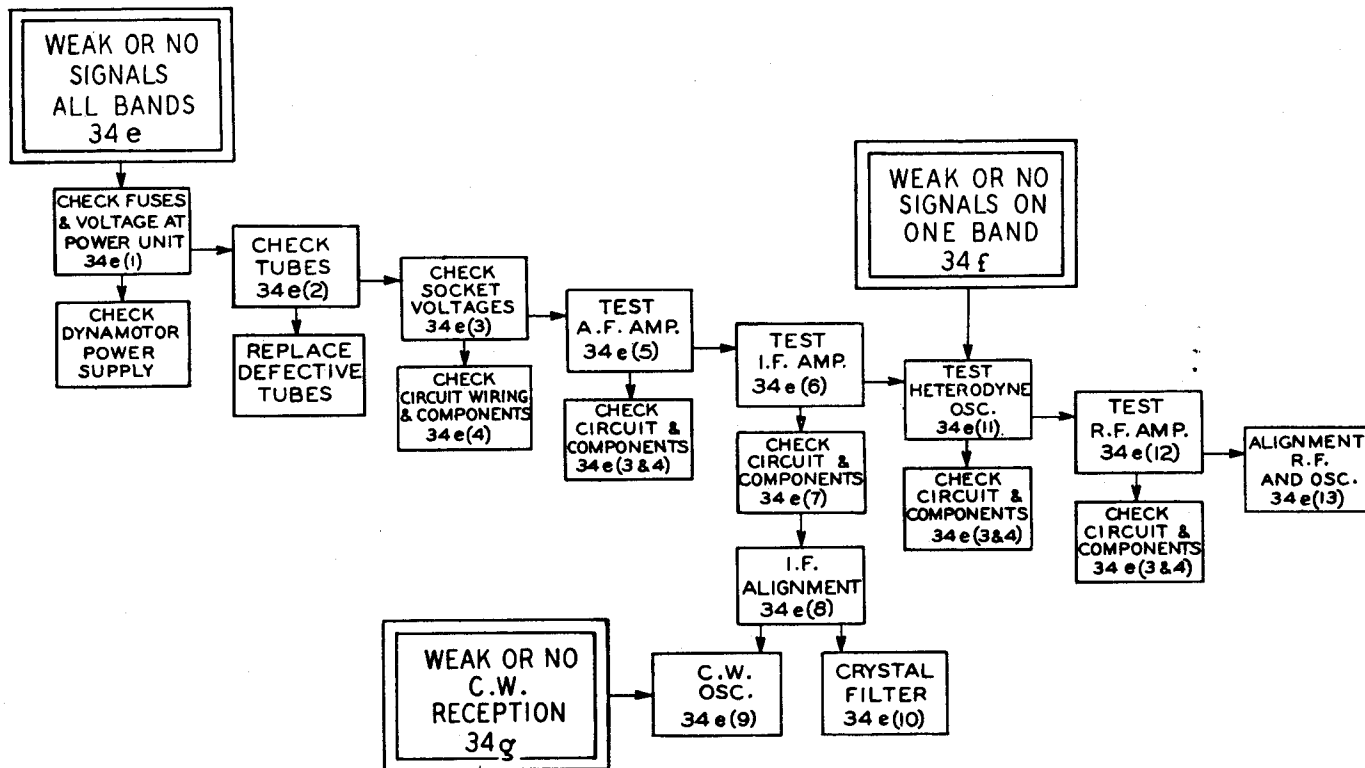 WEAK OR NO
SIGNALS
ALL BANDS
34 e
CHECK FUSES
& VOLTAGE AT
POWER UNIT
34 e (1)
CHECK
DYNAMOTOR
POWER
SUPPLY
CHECK
TUBES
34 e (2)
REPLACE
DEFECTIVE
TUBES
CHECK
SOCKET
VOLTAGES
34 e (3)
CHECK
CIRCUIT WIRING
& COMPONENTS
34 e (4)
TEST
A.F. AMP.
34 e (5)
CHECK
CIRCUIT &
COMPONENTS
34 e (3 & 4)
TEST
I.F. AMP.
34 e (6)
CHECK
CIRCUIT &
COMPONENTS
34 e (7)
I.F.
ALIGNMENT
34 e (8)
C.W.
OSC.
34 e (9)
CRYSTAL
FILTER
34 e (10)
WEAK OR NO
C.W.
RECEPTION
34 g
WEAK OR NO
SIGNALS ON
ONE BAND
34 f
TEST
HETERODYNE
OSC.
34 e (11)
CHECK
CIRCUIT &
COMPONENTS
34 e (3 & 4)
TEST
R.F. AMP.
34 e (12)
CHECK
CIRCUIT &
COMPONENTS
34 e (3 & 4)
ALIGNMENT
R.F.
AND OSC.
34 e (13)